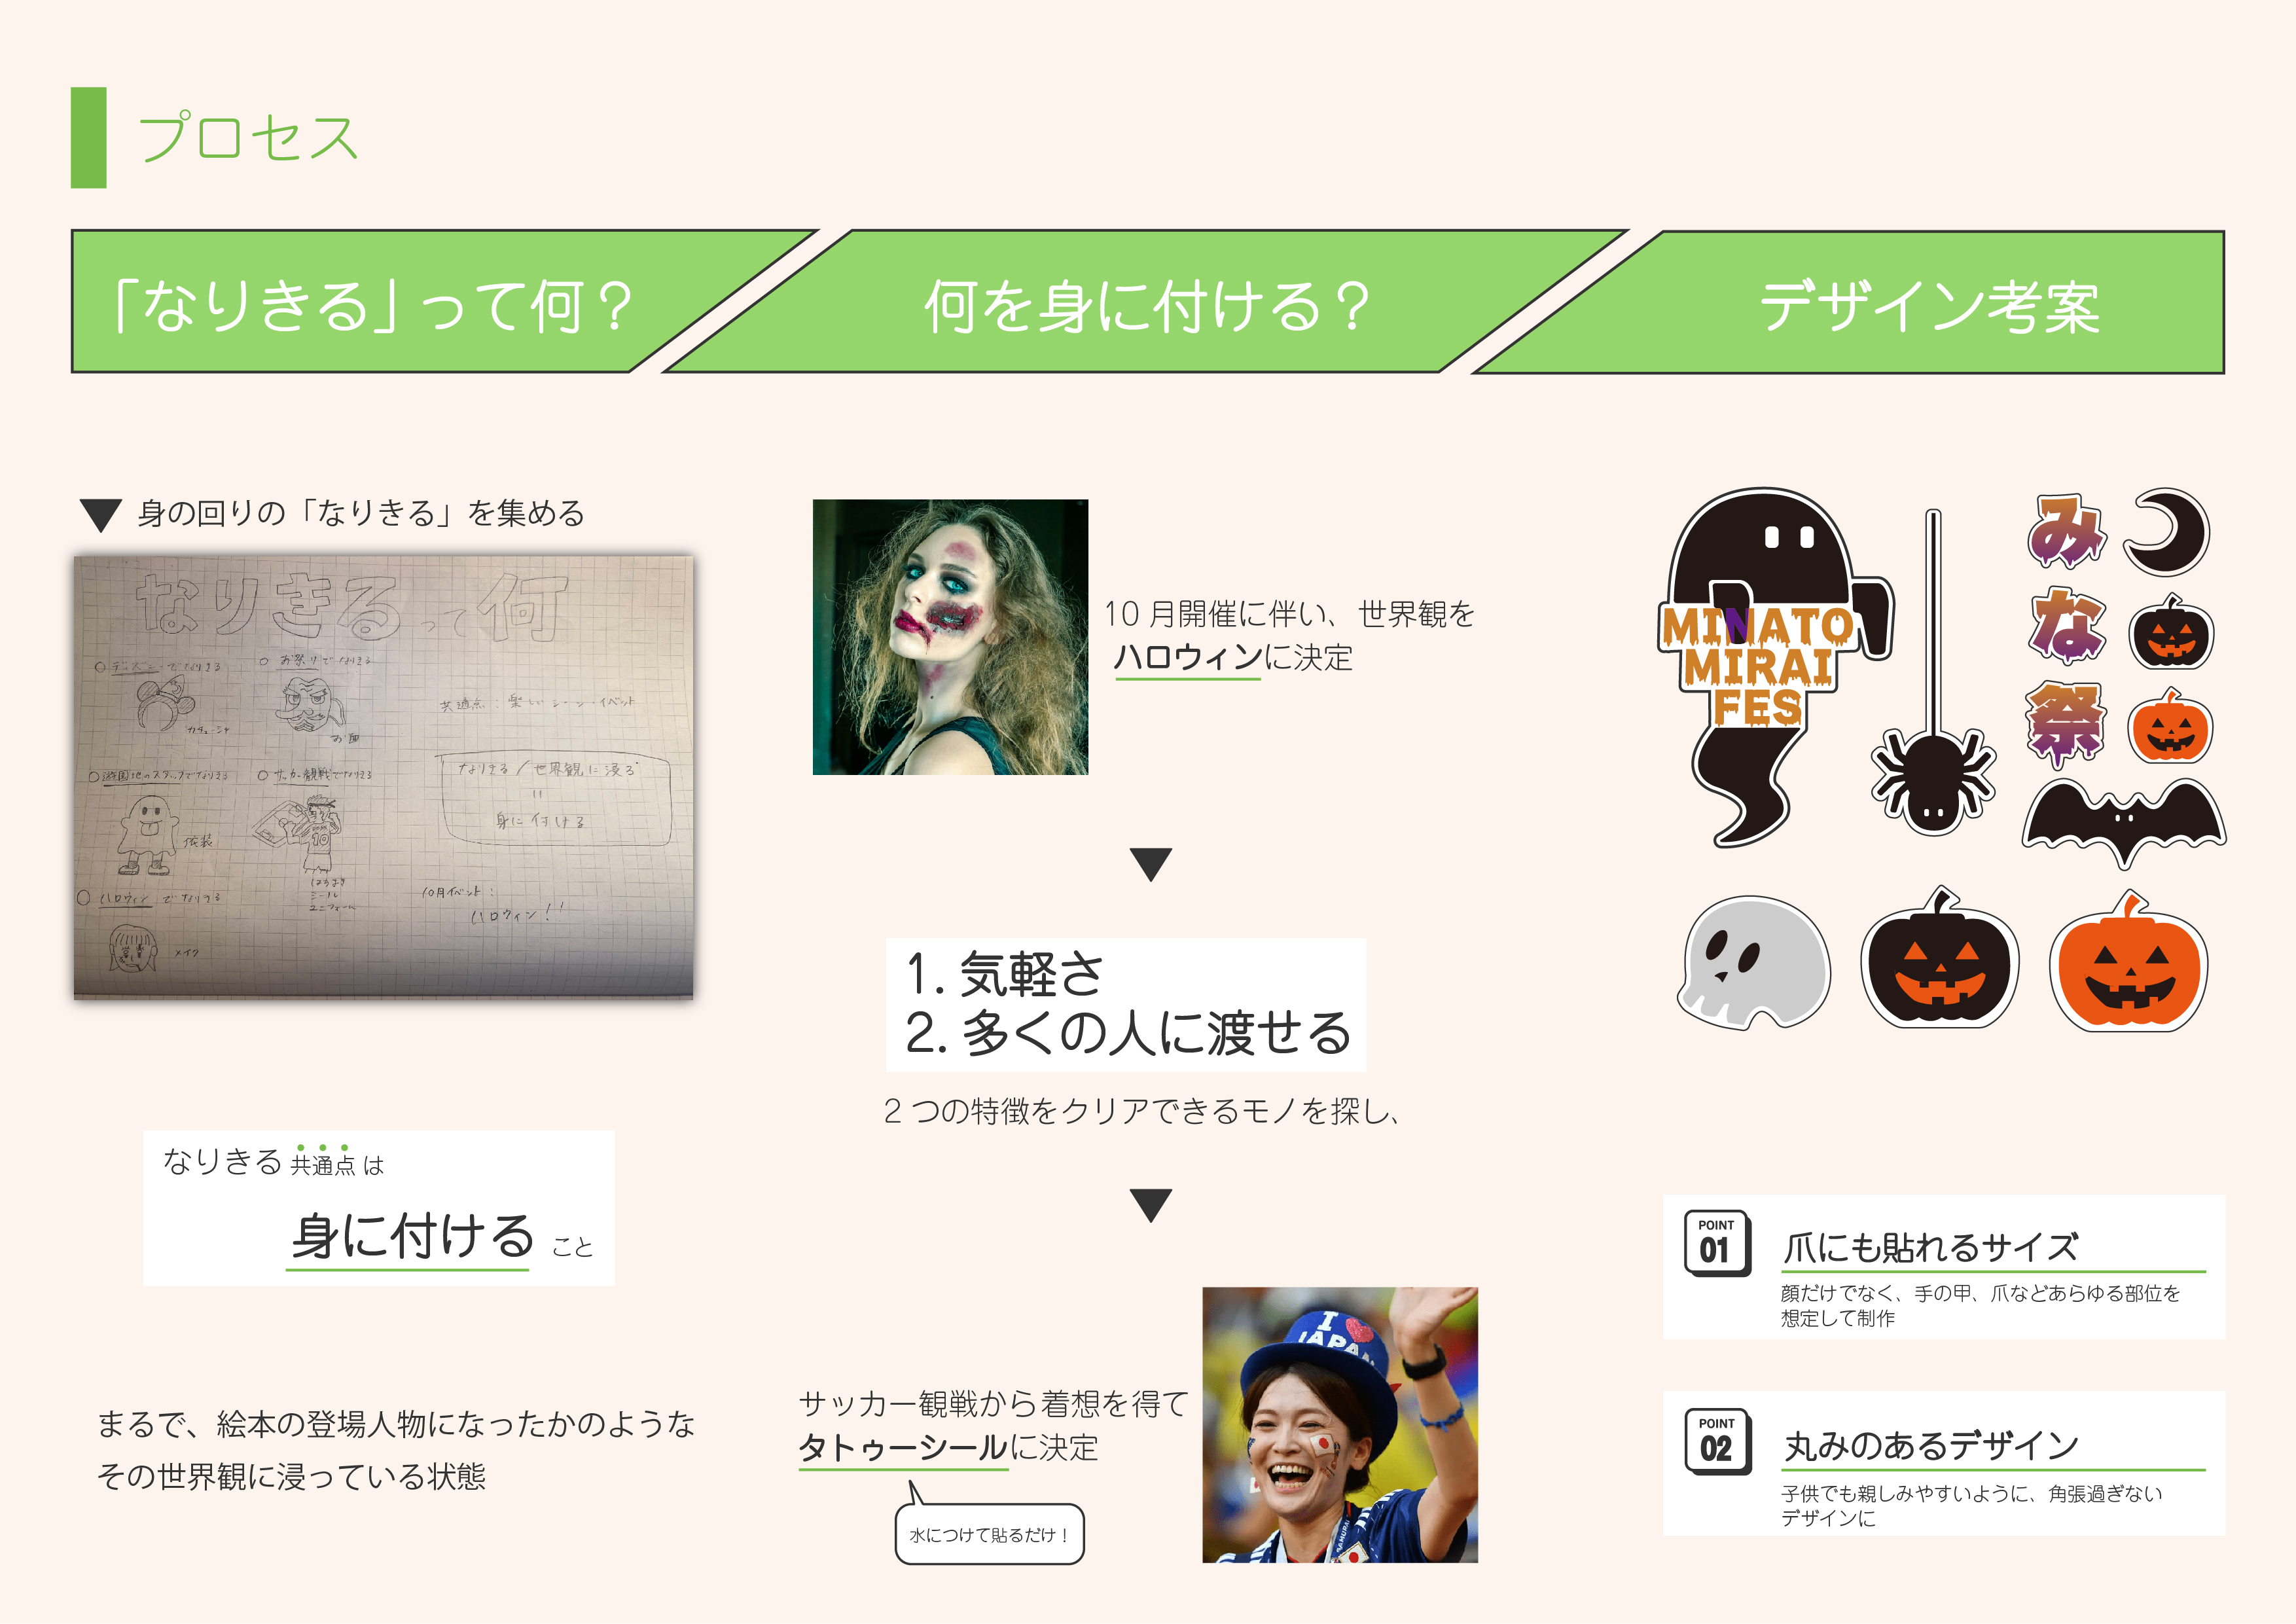 プロセス
「なりきる」って何？
何を身に付ける？
デザイン考案
▼ 身の回りの「なりきる」を集める
なりきるって何
○ディズニーでなりきる
○お祭りでなりきる
カチューシャ
お面
共通点：楽しいシーン・イベント
○遊園地のスタッフでなりきる
○サッカー観戦でなりきる
なりきる／世界観に浸る
＝
身に付ける
衣装
はちまき
シール
ユニフォーム
○ハロウィンでなりきる
メイク
10月イベント：
ハロウィン！！
なりきる共通点は
身に付ける こと
まるで、絵本の登場人物になったかのような
その世界観に浸っている状態
10月開催に伴い、世界観を
ハロウィンに決定
1. 気軽さ
2. 多くの人に渡せる
2つの特徴をクリアできるモノを探し、
サッカー観戦から着想を得て
タトゥーシールに決定
水につけて貼るだけ！
I ♥
JAPAN
SAMURAI
MINATO
MIRAI
FES
み
な
祭
POINT
01
爪にも貼れるサイズ
顔だけでなく、手の甲、爪などあらゆる部位を
想定して制作
POINT
02
丸みのあるデザイン
子供でも親しみやすいように、角張過ぎない
デザインに